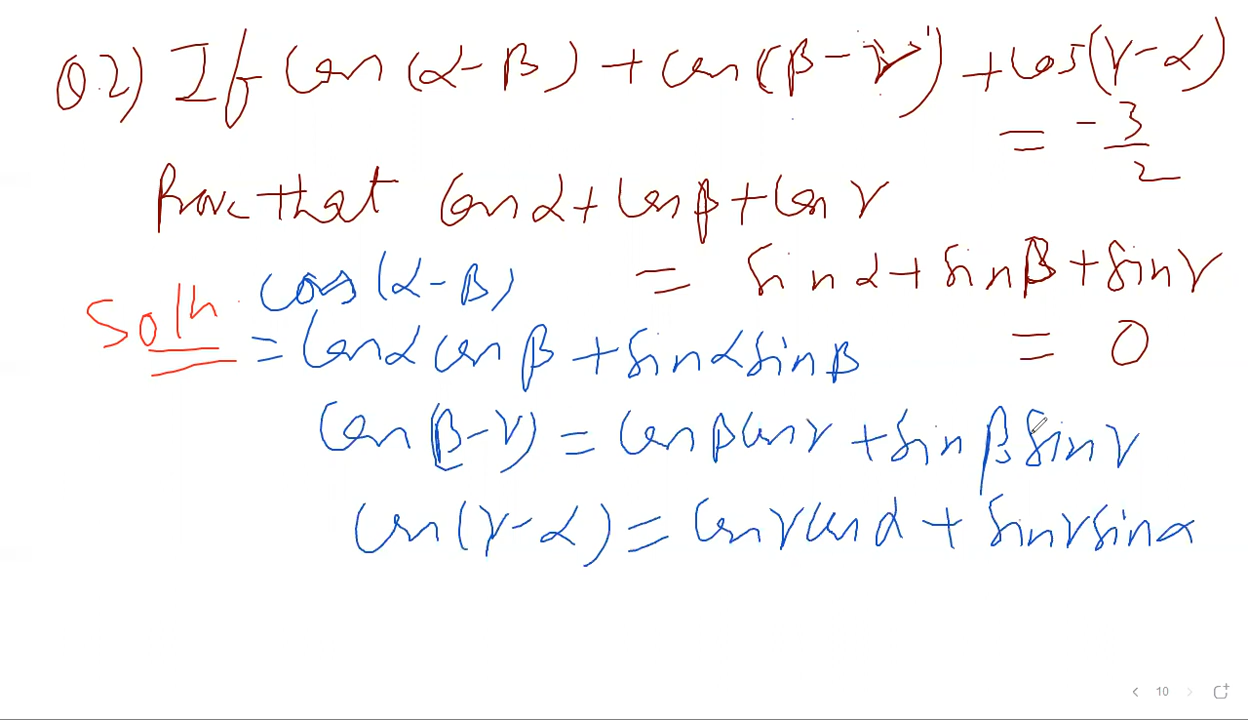 Q.2) If cos(α-β) + cos(β-γ) + cos(γ-α)
= -3/2
Prove that cosα + cosβ + cosγ
= sinα + sinβ + sinγ
= 0
Soln. cos(α-β)
= cosα cosβ + sinα sinβ
cos(β-γ) = cosβ cosγ + sinβ sinγ
cos(γ-α) = cosγ cosα + sinγ sinα
10